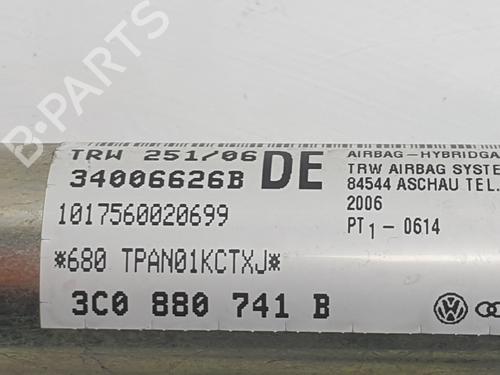 B-PARTS
TRW 251/06 DE
34006626B
1017560020699
*680 TPAN01KCTXJ*
3C0 880 741 B
AIRBAG-HYBRIDGA
TRW AIRBAG SYSTE
84544 ASCHAU TEL.
2006
PT1- 0614